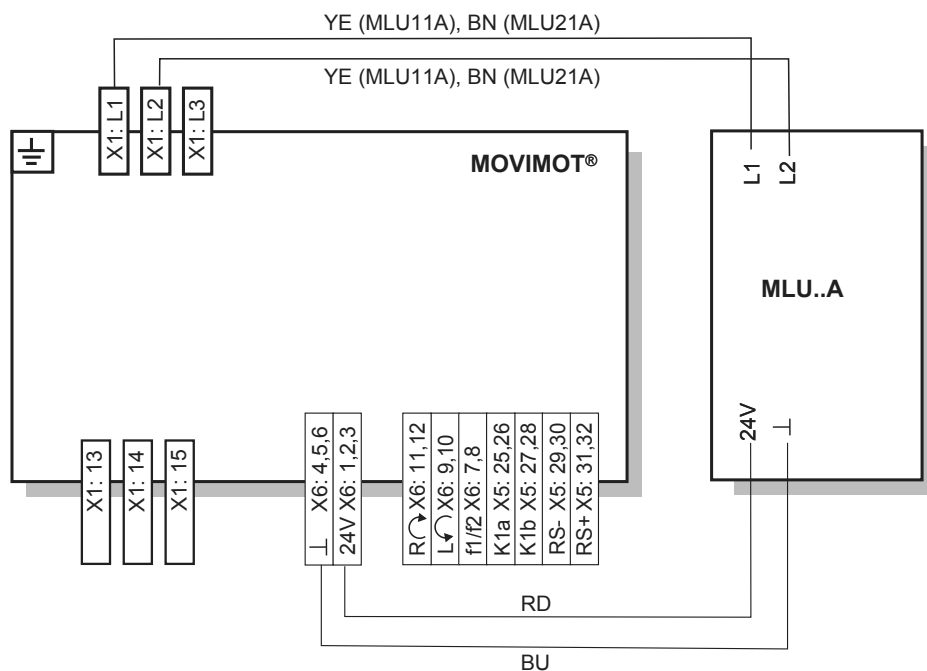 YE (MLU11A), BN (MLU21A)
YE (MLU11A), BN (MLU21A)
X1: L1
X1: L2
X1: L3
MOVIMOT®
L1
L2
MLU..A
24V
⊥
X1: 13
X1: 14
X1: 15
⊥ X6: 4,5,6
24V X6: 1,2,3
R X6: 11,12
L X6: 9,10
f1/f2 X6: 7,8
K1a X5: 25,26
K1b X5: 27,28
RS- X5: 29,30
RS+ X5: 31,32
RD
BU